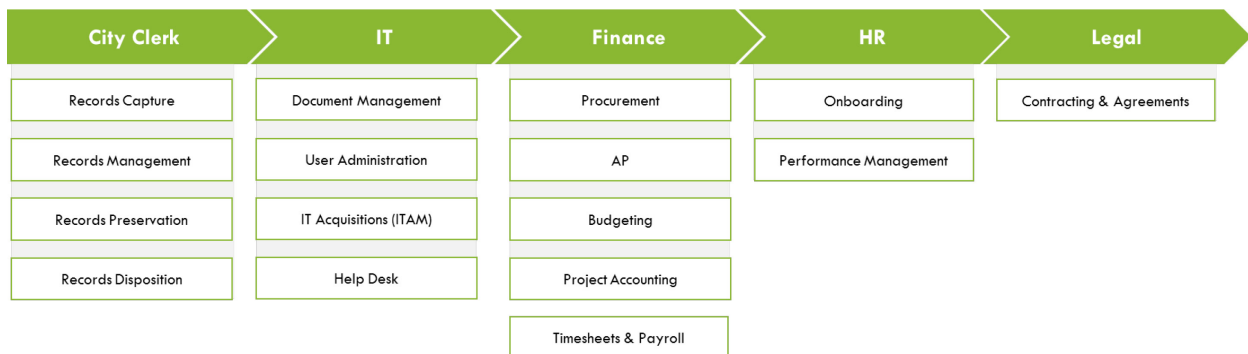 City Clerk
IT
Finance
HR
Legal
Records Capture
Document Management
Procurement
Onboarding
Contracting & Agreements
Records Management
User Administration
AP
Performance Management
Records Preservation
IT Acquisitions (ITAM)
Budgeting
Records Disposition
Help Desk
Project Accounting
Timesheets & Payroll